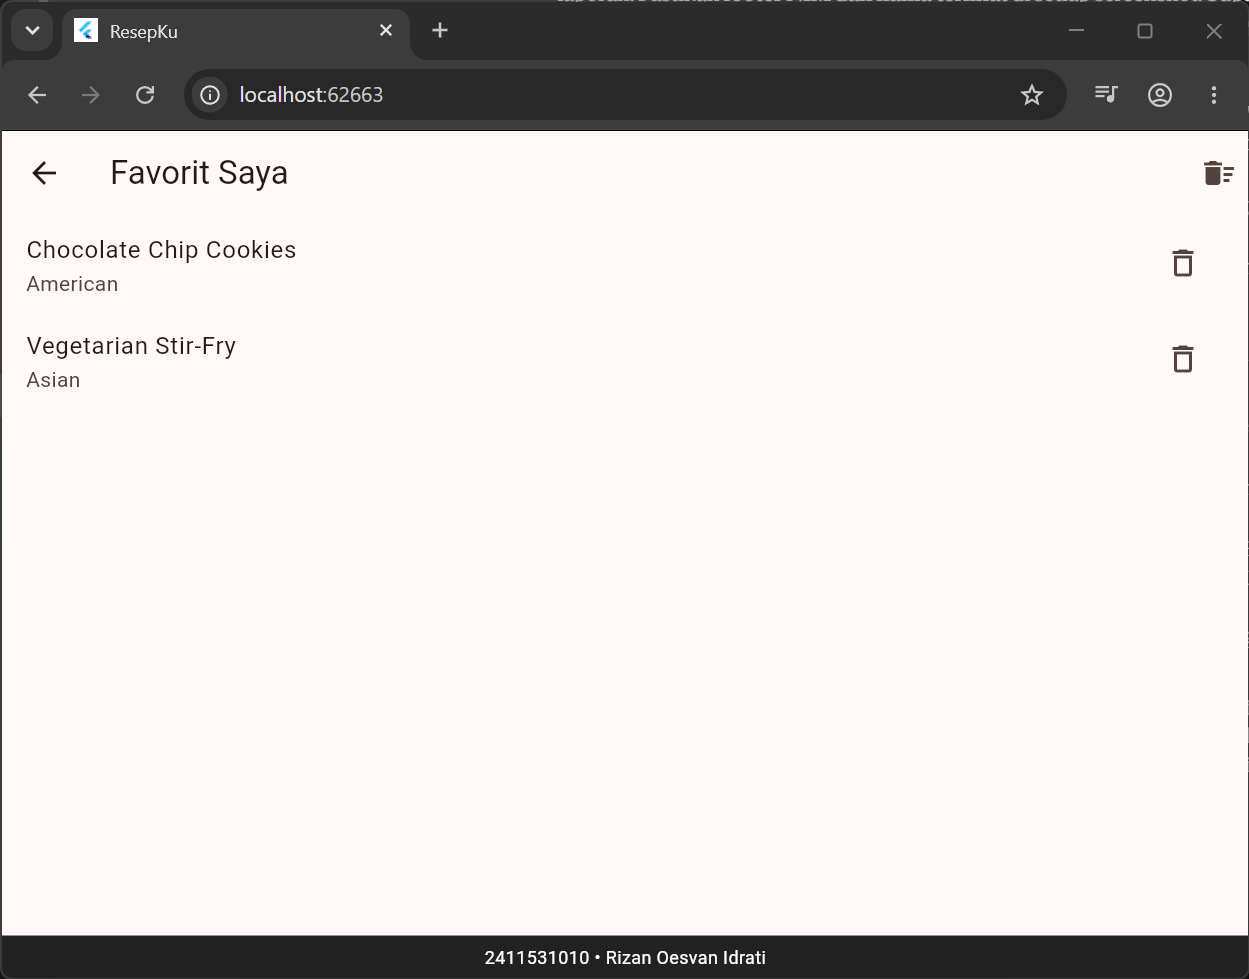 ResepKu
localhost:62663
Favorit Saya
Chocolate Chip Cookies
American
Vegetarian Stir-Fry
Asian
2411531010 • Rizan Oesvan Idrati